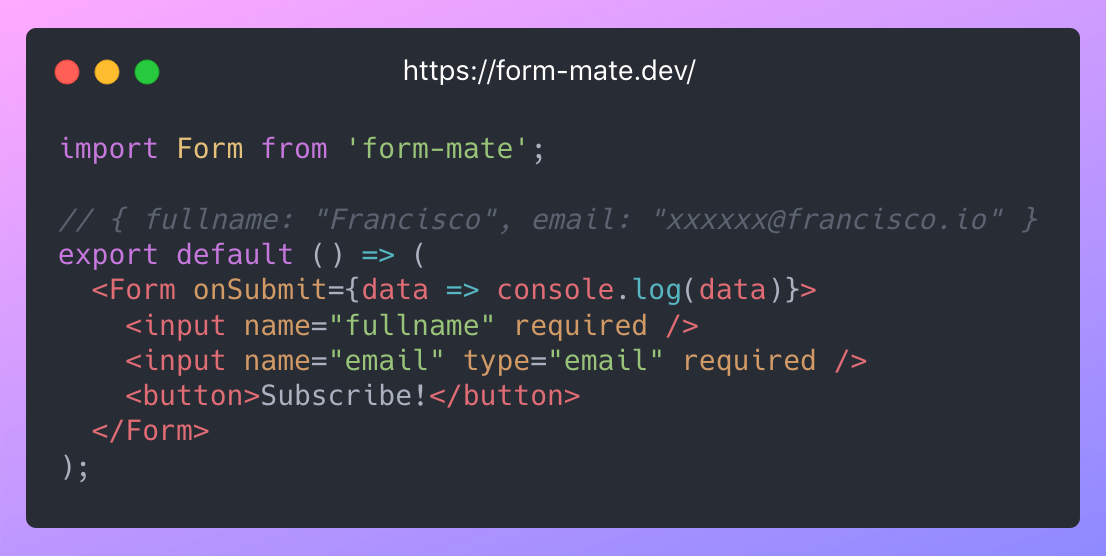 https://form-mate.dev/
import Form from 'form-mate';
// { fullname: "Francisco", email: "xxxxxx@francisco.io" }
export default () => (
  <Form onSubmit={data => console.log(data)}>
    <input name="fullname" required />
    <input name="email" type="email" required />
    <button>Subscribe!</button>
  </Form>
);